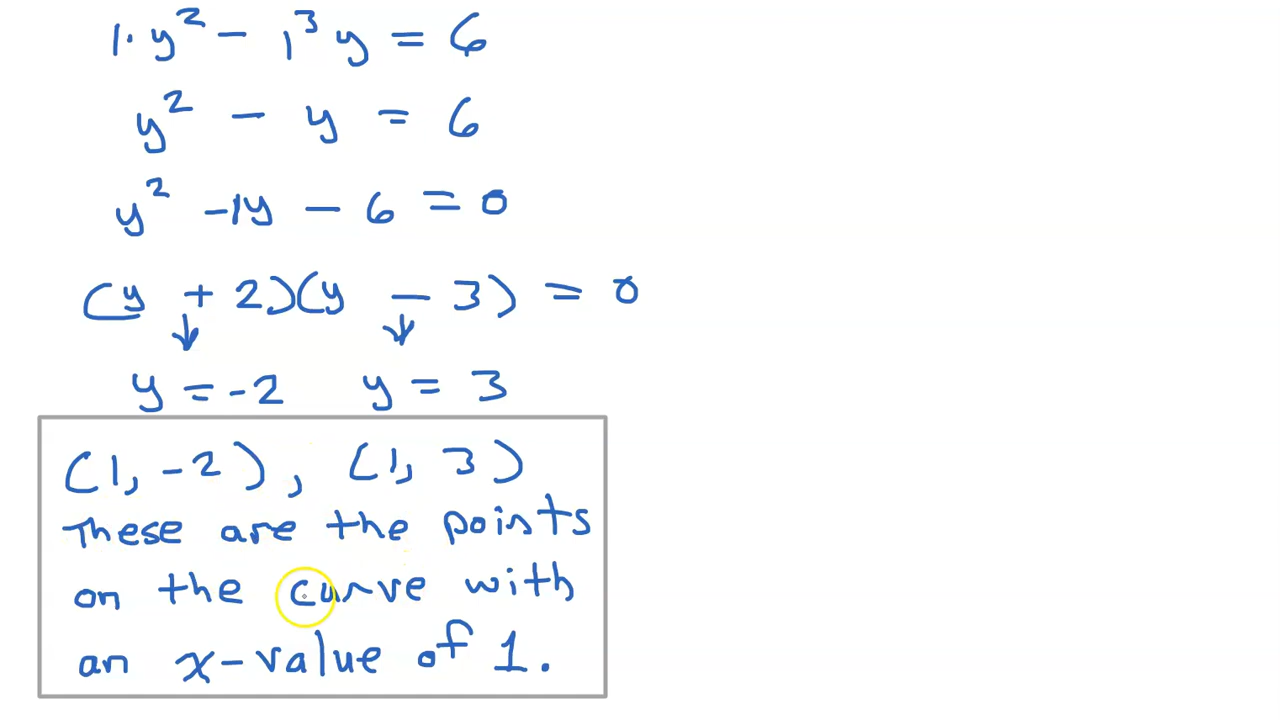 1·y² - 1³y = 6
y² - y = 6
y² -1y - 6 = 0
(y + 2)(y - 3) = 0
↓ ↓
y = -2 y = 3
(1, -2), (1, 3)
These are the points
on the curve with
an x-value of 1.